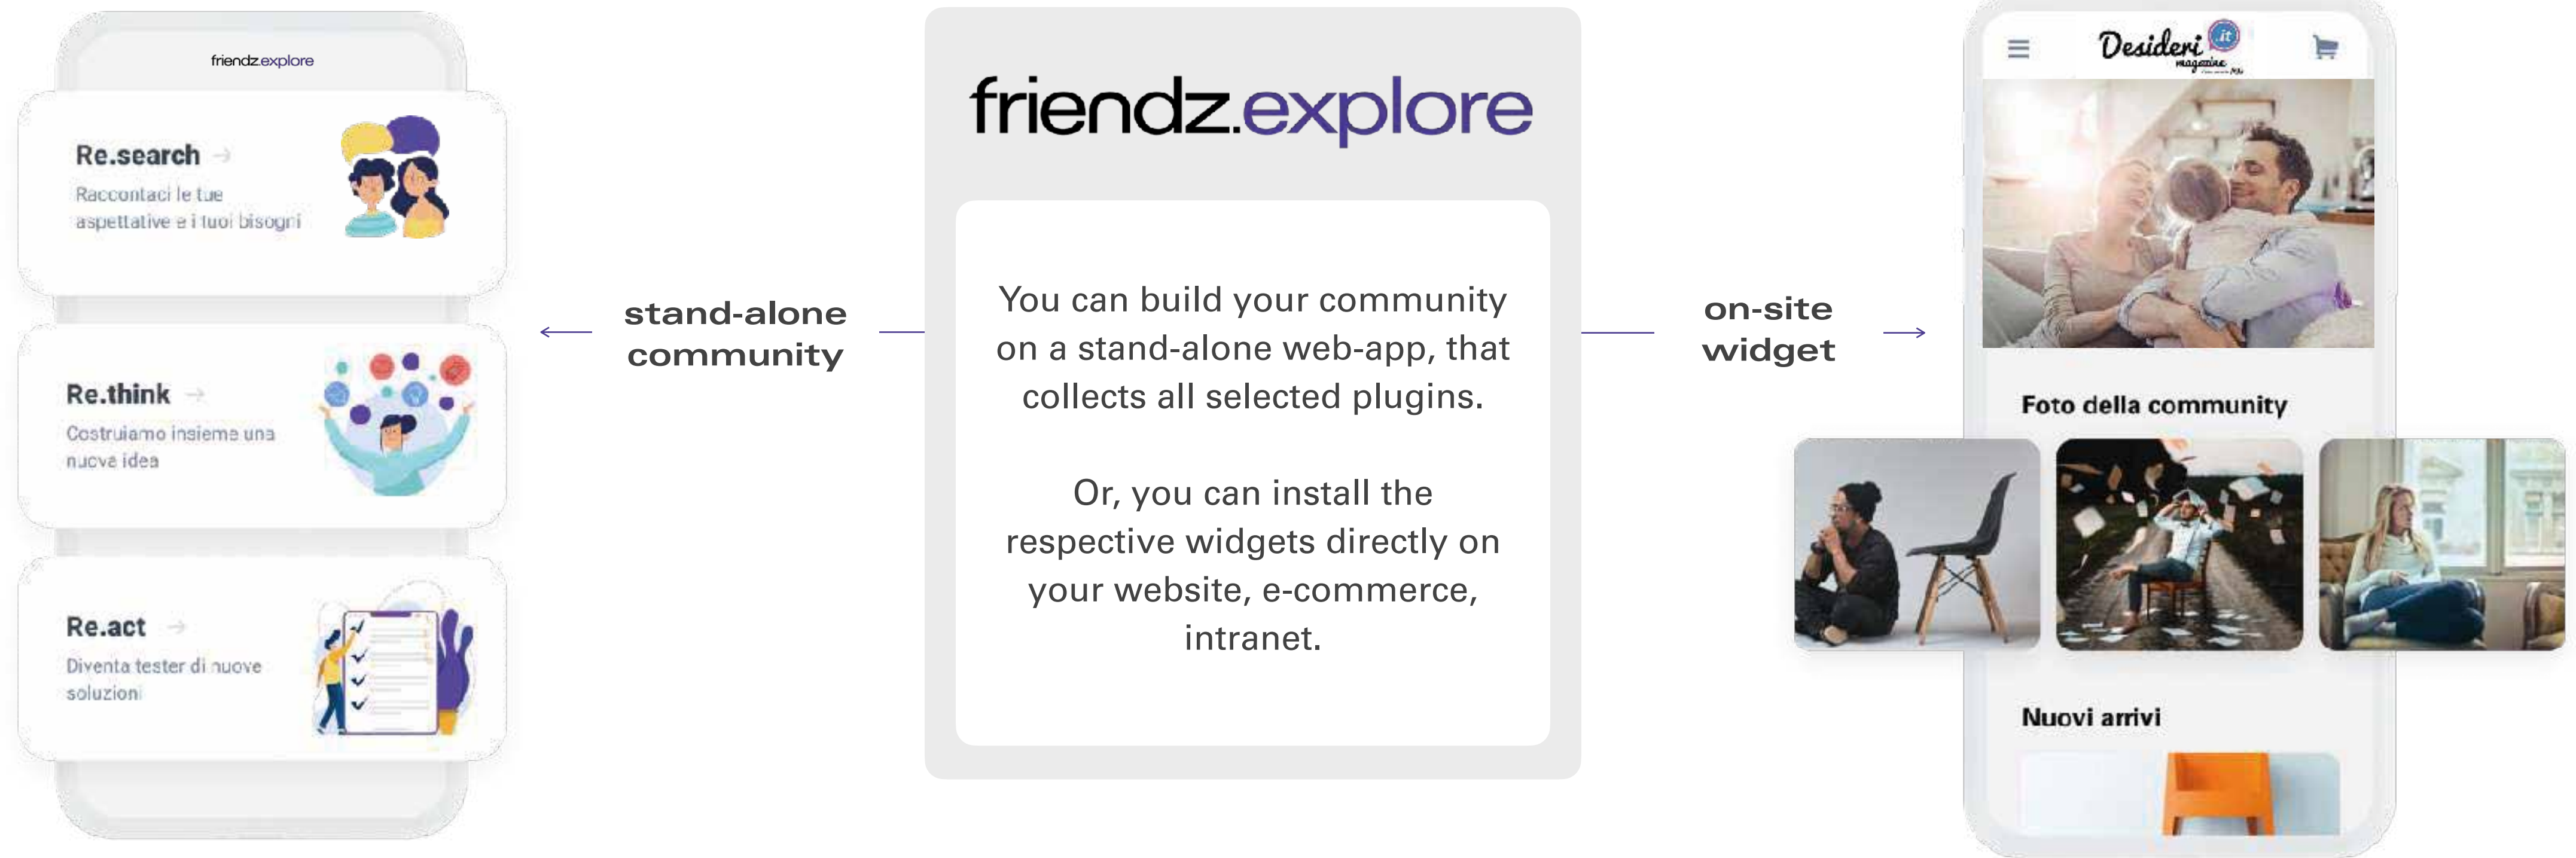 friendz.explore
Re.search →
Raccontaci le tue
aspettative e i tuoi bisogni
Re.think →
Costruiamo insieme una
nuova idea
Re.act →
Diventa tester di nuove
soluzioni
stand-alone
community
friendz.explore
You can build your community
on a stand-alone web-app, that
collects all selected plugins.
Or, you can install the
respective widgets directly on
your website, e-commerce,
intranet.
on-site
widget
Desideri .it
magazine
Foto della community
Nuovi arrivi